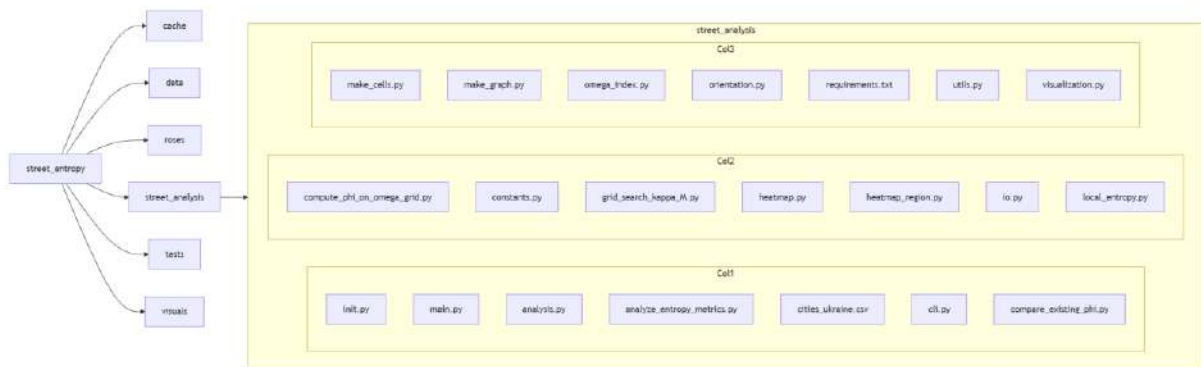 cache
data
roses
street_entropy
street_analysis
tests
visuals
street_analysis
Col3
make_cells.py
make_graph.py
omega_index.py
orientation.py
requirements.txt
utils.py
visualization.py
Col2
compute_phi_on_omega_grid.py
constants.py
grid_search_kappa_M.py
heatmap.py
heatmap_region.py
io.py
local_entropy.py
Col1
init.py
main.py
analysis.py
analyze_entropy_metrics.py
cities_ukraine.csv
cli.py
compare_existing_phi.py